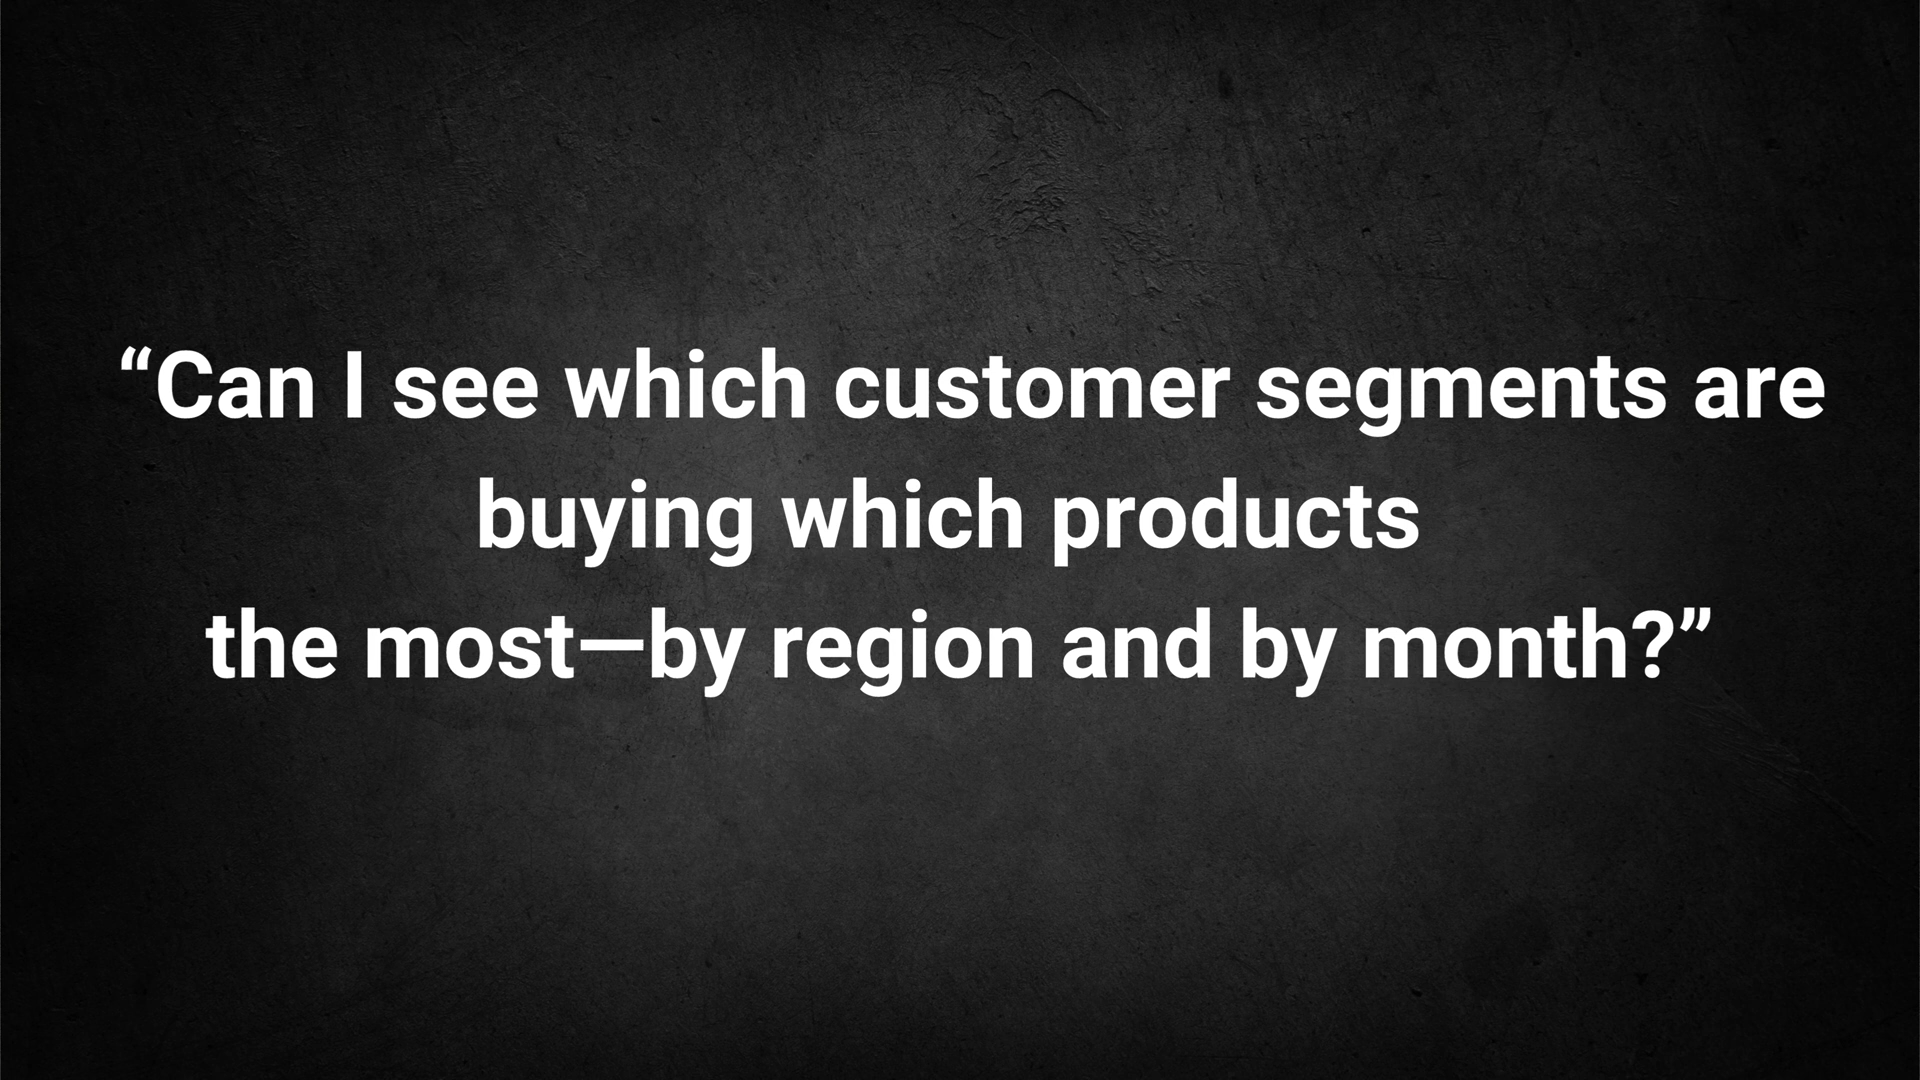 “Can I see which customer segments are
buying which products
the most—by region and by month?”